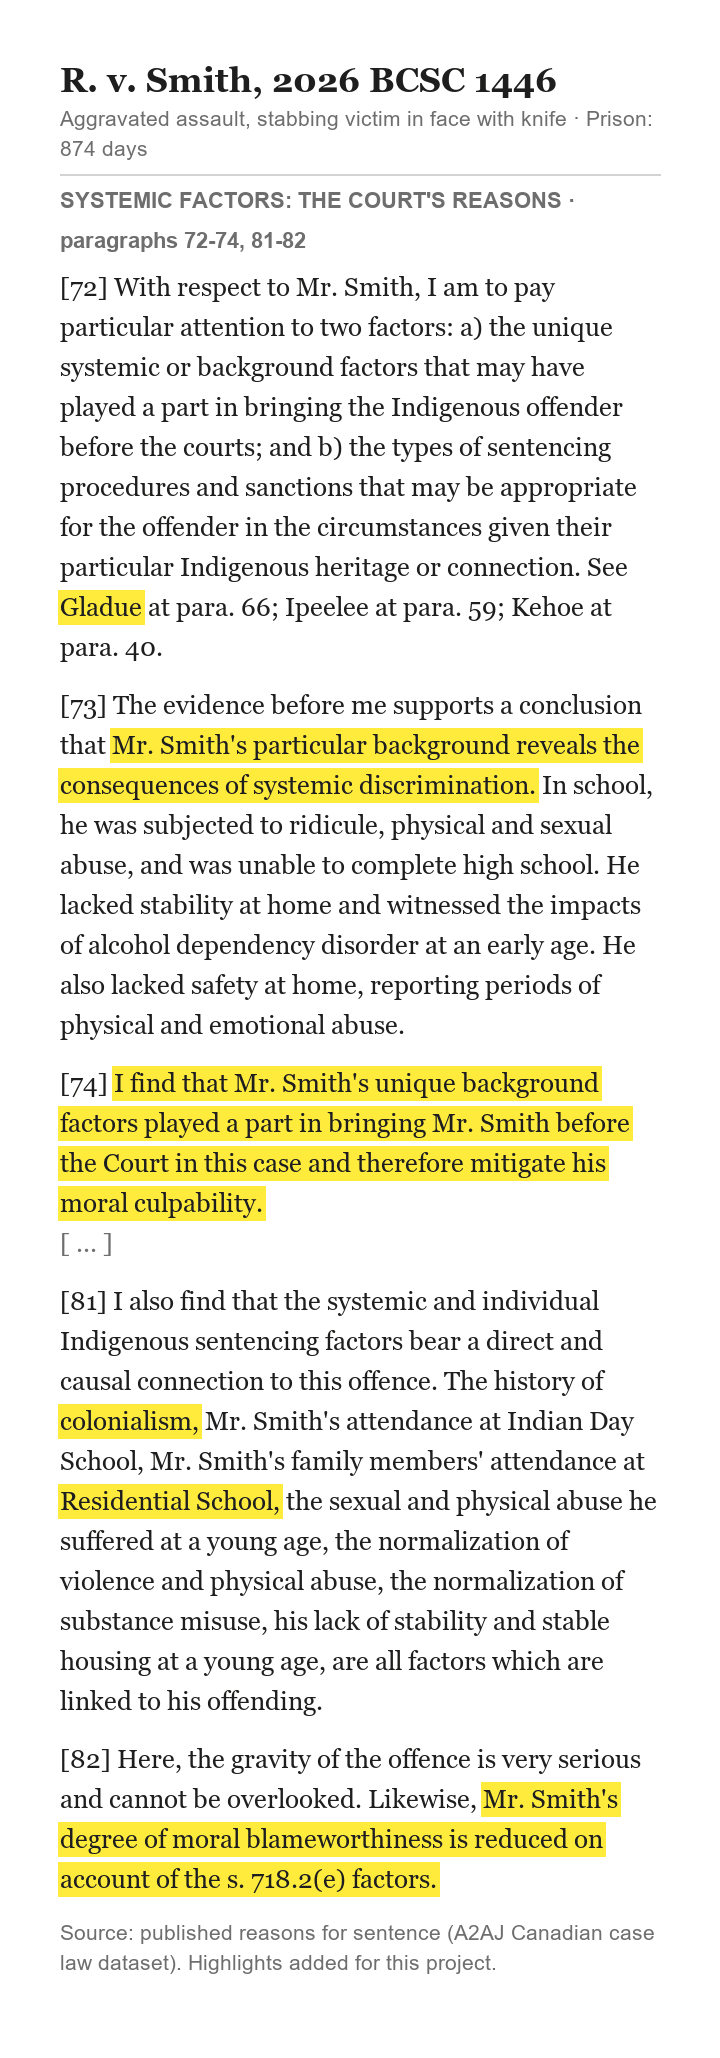 R. v. Smith, 2026 BCSC 1446
Aggravated assault, stabbing victim in face with knife · Prison:
874 days
SYSTEMIC FACTORS: THE COURT'S REASONS ·
paragraphs 72-74, 81-82
[72] With respect to Mr. Smith, I am to pay
particular attention to two factors: a) the unique
systemic or background factors that may have
played a part in bringing the Indigenous offender
before the courts; and b) the types of sentencing
procedures and sanctions that may be appropriate
for the offender in the circumstances given their
particular Indigenous heritage or connection. See
Gladue at para. 66; Ipeelee at para. 59; Kehoe at
para. 40.
[73] The evidence before me supports a conclusion
that Mr. Smith's particular background reveals the
consequences of systemic discrimination. In school,
he was subjected to ridicule, physical and sexual
abuse, and was unable to complete high school. He
lacked stability at home and witnessed the impacts
of alcohol dependency disorder at an early age. He
also lacked safety at home, reporting periods of
physical and emotional abuse.
[74] I find that Mr. Smith's unique background
factors played a part in bringing Mr. Smith before
the Court in this case and therefore mitigate his
moral culpability.
[ ... ]
[81] I also find that the systemic and individual
Indigenous sentencing factors bear a direct and
causal connection to this offence. The history of
colonialism, Mr. Smith's attendance at Indian Day
School, Mr. Smith's family members' attendance at
Residential School, the sexual and physical abuse he
suffered at a young age, the normalization of
violence and physical abuse, the normalization of
substance misuse, his lack of stability and stable
housing at a young age, are all factors which are
linked to his offending.
[82] Here, the gravity of the offence is very serious
and cannot be overlooked. Likewise, Mr. Smith's
degree of moral blameworthiness is reduced on
account of the s. 718.2(e) factors.
Source: published reasons for sentence (A2AJ Canadian case
law dataset). Highlights added for this project.